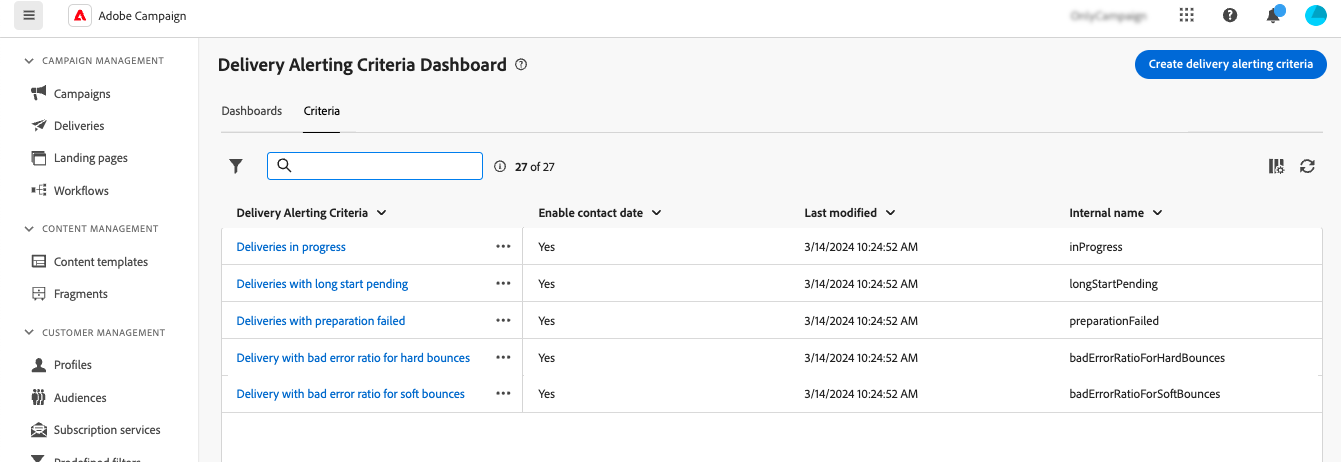 Adobe Campaign
CAMPAIGN MANAGEMENT
Campaigns
Deliveries
Landing pages
Workflows
CONTENT MANAGEMENT
Content templates
Fragments
CUSTOMER MANAGEMENT
Profiles
Audiences
Subscription services
Predefined filters
Delivery Alerting Criteria Dashboard
Create delivery alerting criteria
Dashboards Criteria
27 of 27
Delivery Alerting Criteria Enable contact date Last modified Internal name
Deliveries in progress Yes 3/14/2024 10:24:52 AM inProgress
Deliveries with long start pending Yes 3/14/2024 10:24:52 AM longStartPending
Deliveries with preparation failed Yes 3/14/2024 10:24:52 AM preparationFailed
Delivery with bad error ratio for hard bounces Yes 3/14/2024 10:24:52 AM badErrorRatioForHardBounces
Delivery with bad error ratio for soft bounces Yes 3/14/2024 10:24:52 AM badErrorRatioForSoftBounces